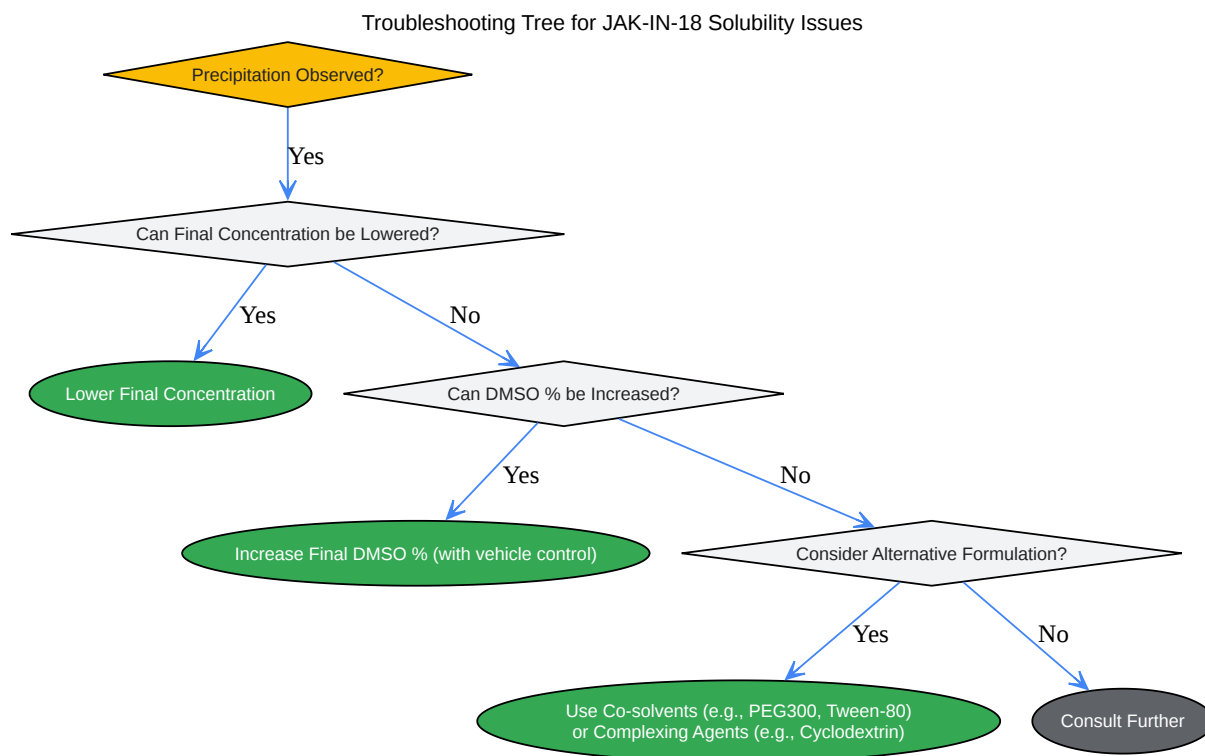 Troubleshooting Tree for JAK-IN-18 Solubility Issues
Precipitation Observed?
Yes
Can Final Concentration be Lowered?
Yes
No
Lower Final Concentration
Can DMSO % be Increased?
Yes
No
Increase Final DMSO % (with vehicle control)
Consider Alternative Formulation?
Yes
No
Use Co-solvents (e.g., PEG300, Tween-80)
or Complexing Agents (e.g., Cyclodextrin)
Consult Further